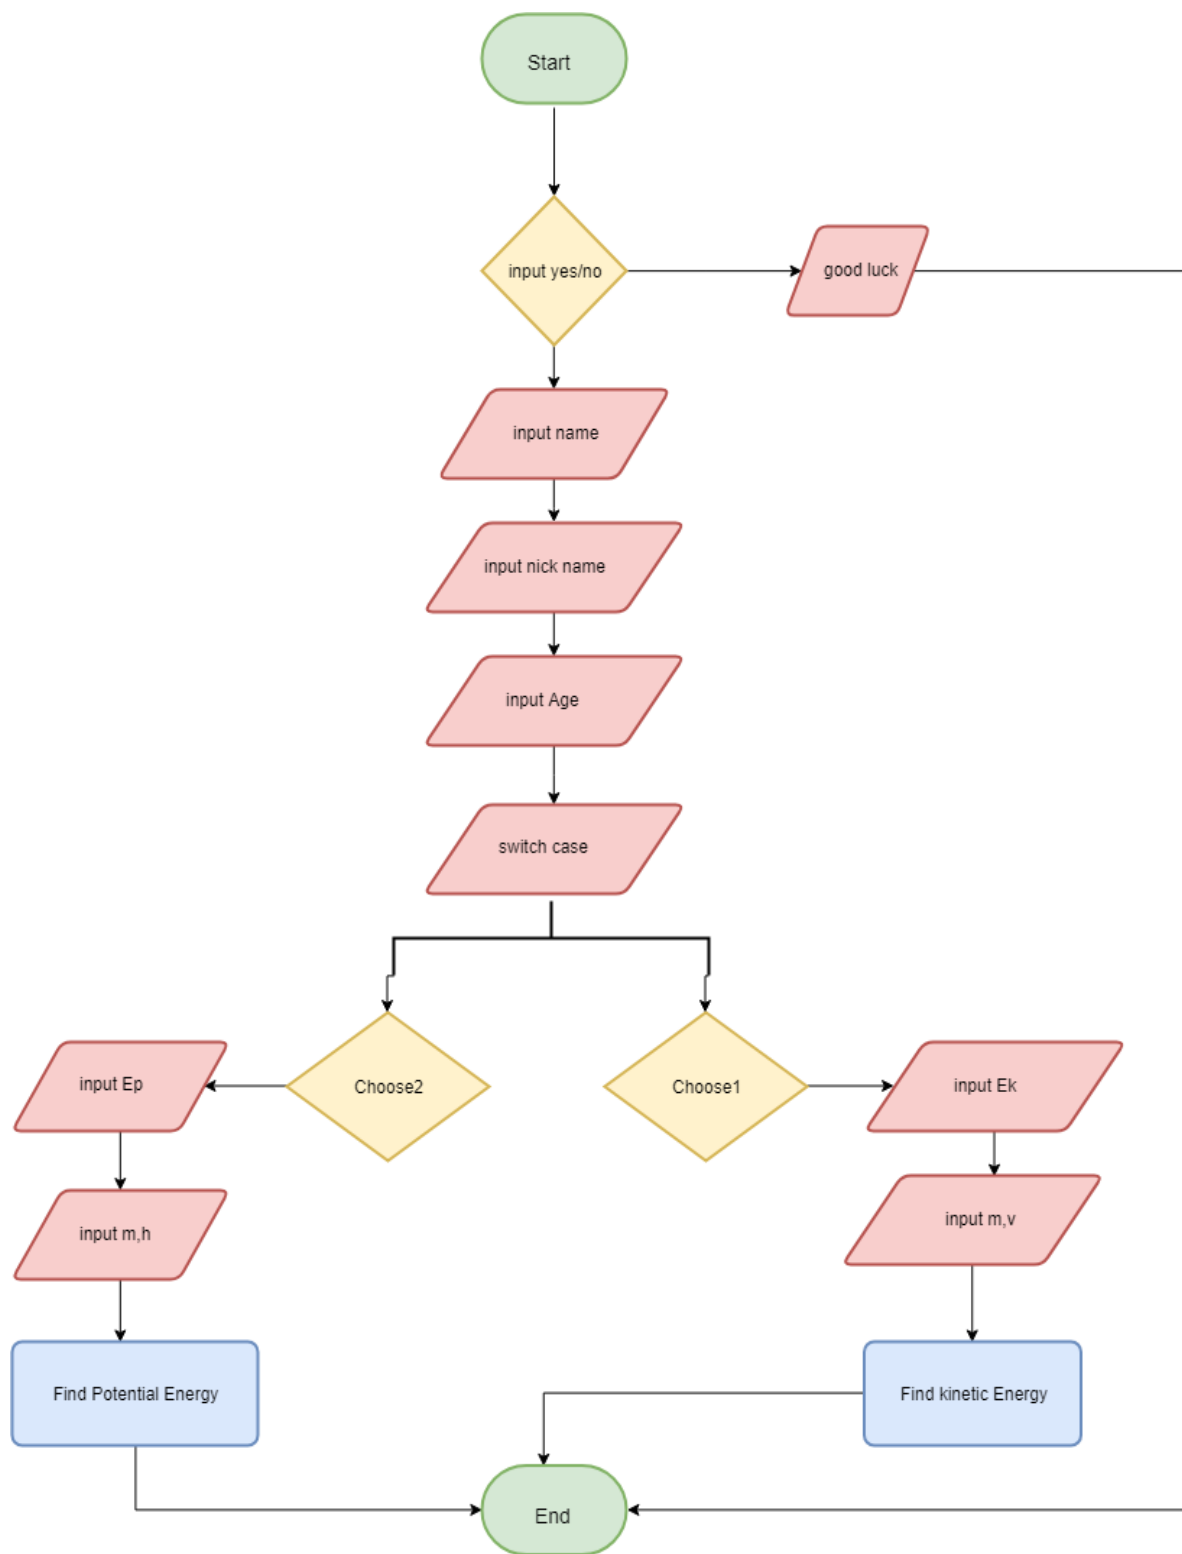 Start
input yes/no
good luck
input name
input nick name
input Age
switch case
Choose2
Choose1
input Ep
input Ek
input m,h
input m,v
Find Potential Energy
Find kinetic Energy
End